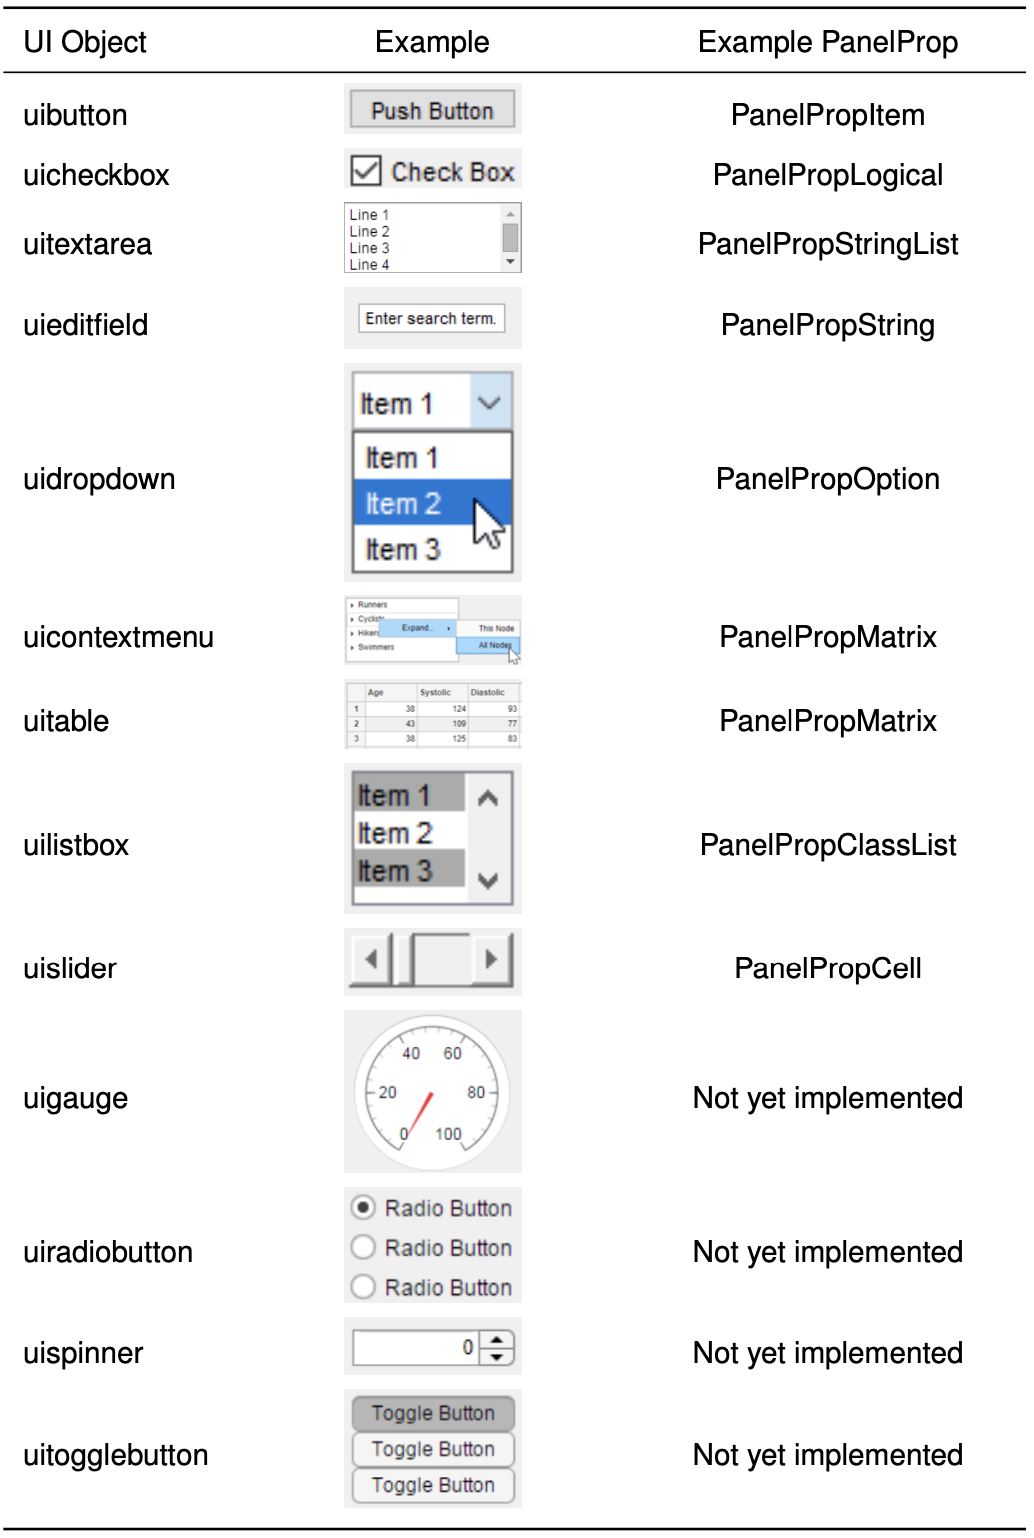 UI Object Example Example PanelProp
uibutton Push Button PanelPropItem
uicheckbox Check Box PanelPropLogical
uitextarea
Line 1
Line 2
Line 3
Line 4
PanelPropStringList
uieditfield Enter search term. PanelPropString
uidropdown
Item 1
Item 1
Item 2
Item 3
PanelPropOption
uicontextmenu
Runners
Cyclists
Hikers
Swimmers
Expand...
This Node
All Nodes
PanelPropMatrix
uitable
Age Systolic Diastolic
1 38 124 93
2 43 109 77
3 38 125 83
PanelPropMatrix
uilistbox
Item 1
Item 2
Item 3
PanelPropClassList
uislider PanelPropCell
uigauge
0 20 40 60 80 100
Not yet implemented
uiradiobutton
Radio Button
Radio Button
Radio Button
Not yet implemented
uispinner 0 Not yet implemented
uitogglebutton
Toggle Button
Toggle Button
Toggle Button
Not yet implemented